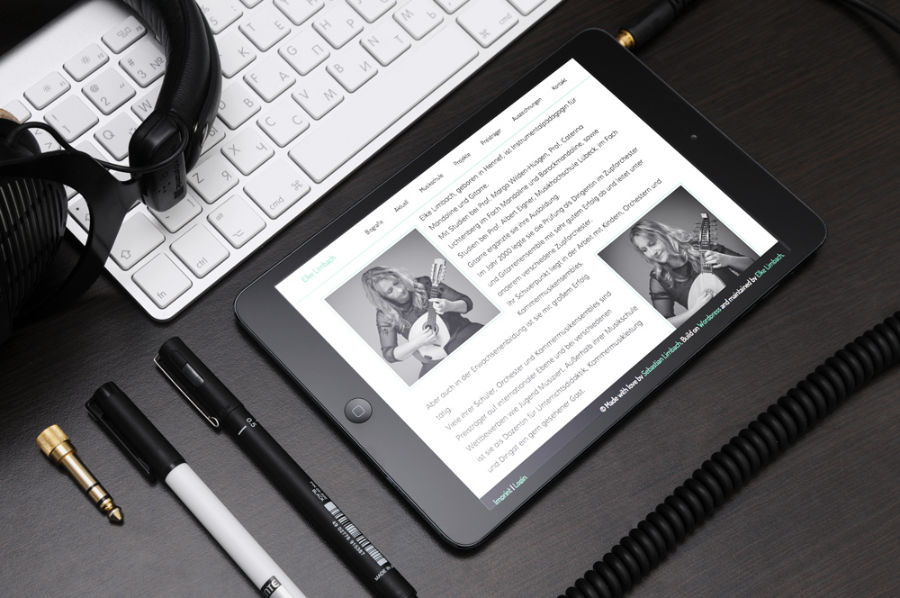 Elke Limbach
Biografie
Aktuell
Musikschule
Projekte
Preisträger
Auszeichnungen
Kontakt
Elke Limbach, geboren in Hennef, ist Instrumentalpädagogin für
Mandoline und Gitarre.
Mit Studien bei Prof. Marga Wilden-Hüsgen, Prof. Caterina
Lichtenberg im Fach Mandoline und Barockmandoline, sowie
Studien bei Prof. Albert Aigner, Musikhochschule Lübeck, im Fach
Gitarre ergänzte sie ihre Ausbildung.
Im Jahr 2000 legte sie die Prüfung als Dirigentin im Zupforchester
und Gitarrenensemble mit sehr gutem Erfolg ab und leitet unter
anderem verschiedene Zupforchester.
Ihr Schwerpunkt liegt in der Arbeit mit Kindern, Orchestern und
Kammermusikensembles.
Aber auch in der Erwachsenenbildung ist sie mit großem Erfolg
tätig
Viele ihrer Schüler, Orchester und Kammermusikensembles sind
Preisträger auf internationaler Ebene und bei verschiedenen
Wettbewerben wie Jugend Musiziert. Außerhalb ihrer Musikschule
ist sie als Dozentin für Unterrichtsdidaktik, Kammermusikleitung
und Dirigat ein gern gesehener Gast.
© Made with love by Sebastian Limbach. Build on Wordpress and maintained by Elke Limbach.
Imprint | Login
fn
ctrl
cmd
cmd
0.5